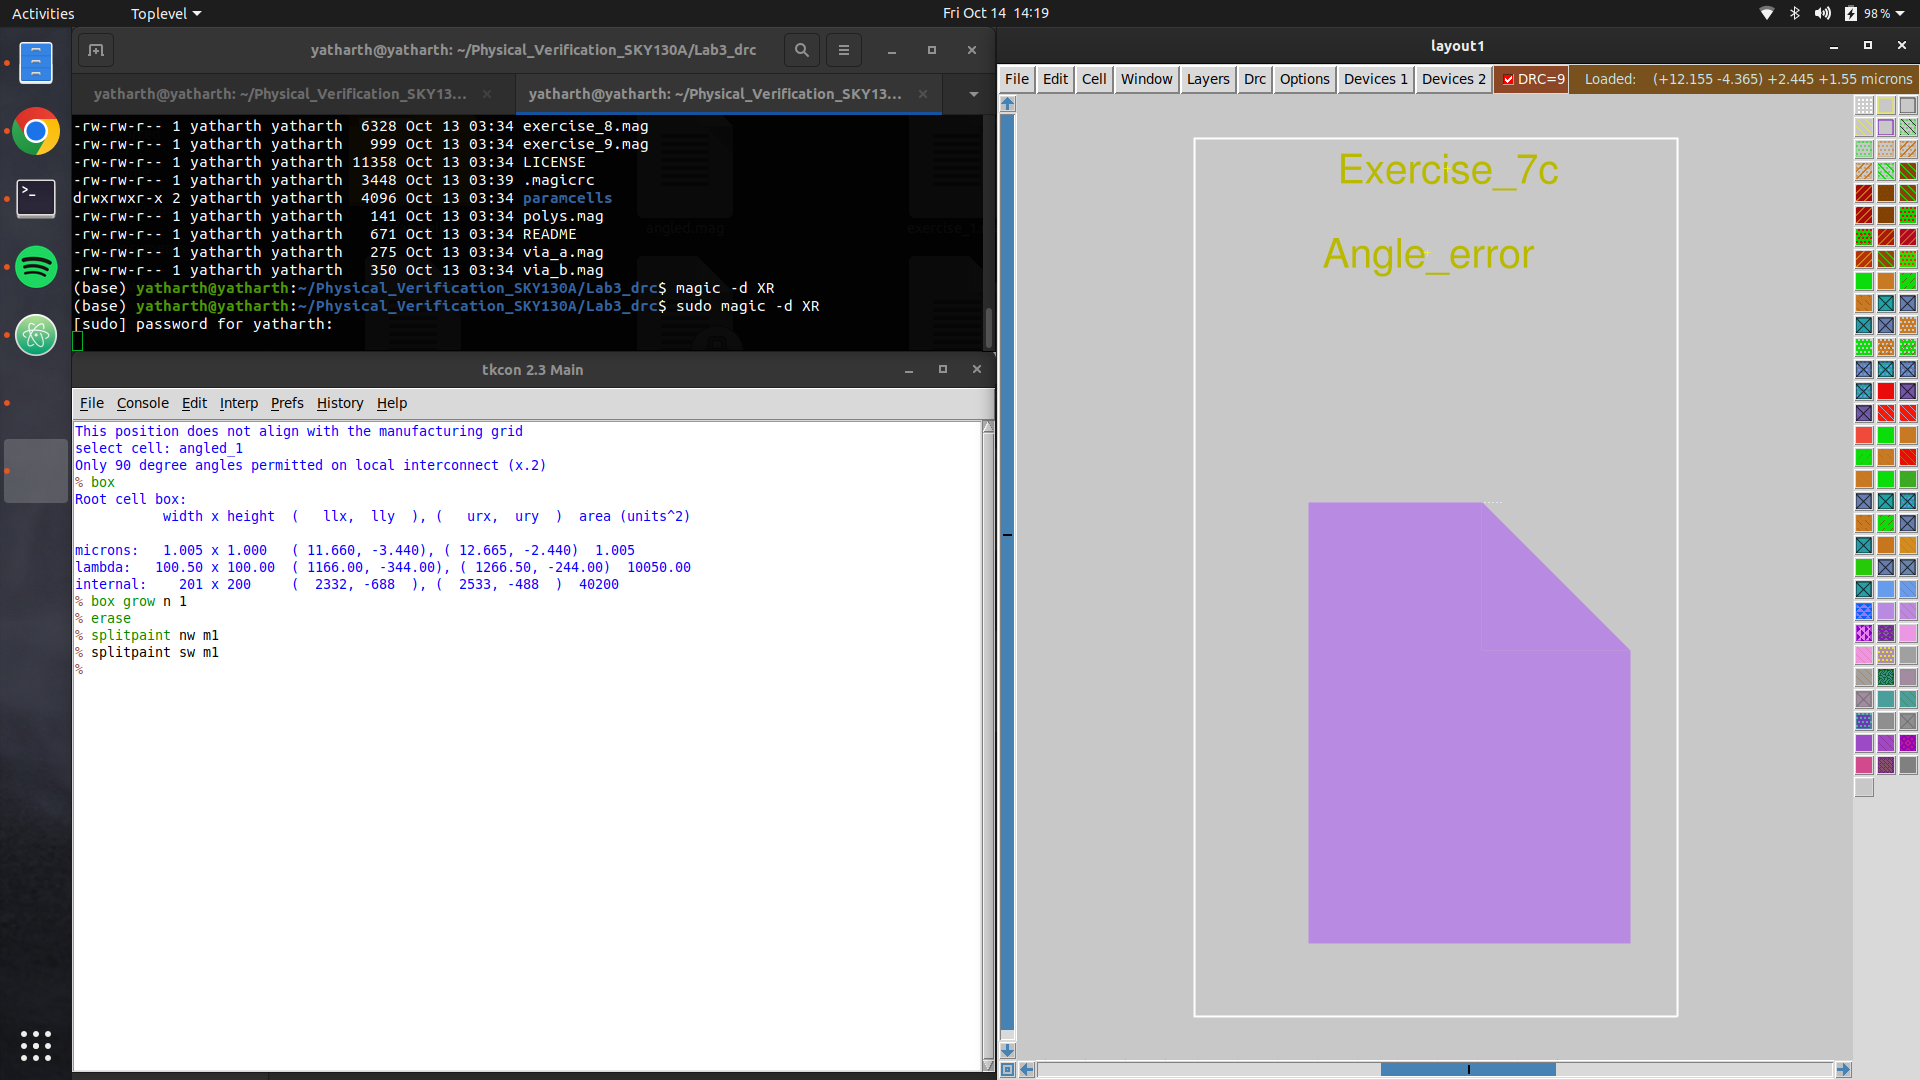 Activities
Toplevel
Fri Oct 14 14:19
98 %
yatharth@yatharth: ~/Physical_Verification_SKY130A/Lab3_drc
yatharth@yatharth: ~/Physical_Verification_SKY13...
yatharth@yatharth: ~/Physical_Verification_SKY13...
-rw-rw-r-- 1 yatharth yatharth  6328 Oct 13 03:34 exercise_8.mag
-rw-rw-r-- 1 yatharth yatharth   999 Oct 13 03:34 exercise_9.mag
-rw-rw-r-- 1 yatharth yatharth 11358 Oct 13 03:34 LICENSE
-rw-rw-r-- 1 yatharth yatharth  3448 Oct 13 03:39 .magicrc
drwxrwxr-x 2 yatharth yatharth  4096 Oct 13 03:34 paramcells
-rw-rw-r-- 1 yatharth yatharth   141 Oct 13 03:34 polys.mag
-rw-rw-r-- 1 yatharth yatharth   671 Oct 13 03:34 README
-rw-rw-r-- 1 yatharth yatharth   275 Oct 13 03:34 via_a.mag
-rw-rw-r-- 1 yatharth yatharth   350 Oct 13 03:34 via_b.mag
(base) yatharth@yatharth:~/Physical_Verification_SKY130A/Lab3_drc$ magic -d XR
(base) yatharth@yatharth:~/Physical_Verification_SKY130A/Lab3_drc$ sudo magic -d XR
[sudo] password for yatharth:
tkcon 2.3 Main
File Console Edit Interp Prefs History Help
This position does not align with the manufacturing grid
select cell: angled_1
Only 90 degree angles permitted on local interconnect (x.2)
% box
Root cell box:
width x height  (   llx,  lly  ), (   urx,  ury  )  area (units^2)
microns:   1.005 x 1.000   ( 11.660, -3.440), ( 12.665, -2.440)  1.005
lambda:   100.50 x 100.00  ( 1166.00, -344.00), ( 1266.50, -244.00)  10050.00
internal:    201 x 200     (  2332, -688  ), (  2533, -488  )  40200
% box grow n 1
% erase
% splitpaint nw m1
% splitpaint sw m1
%
layout1
File Edit Cell Window Layers Drc Options Devices 1 Devices 2 DRC=9 Loaded: (+12.155 -4.365) +2.445 +1.55 microns
Exercise_7c
Angle_error